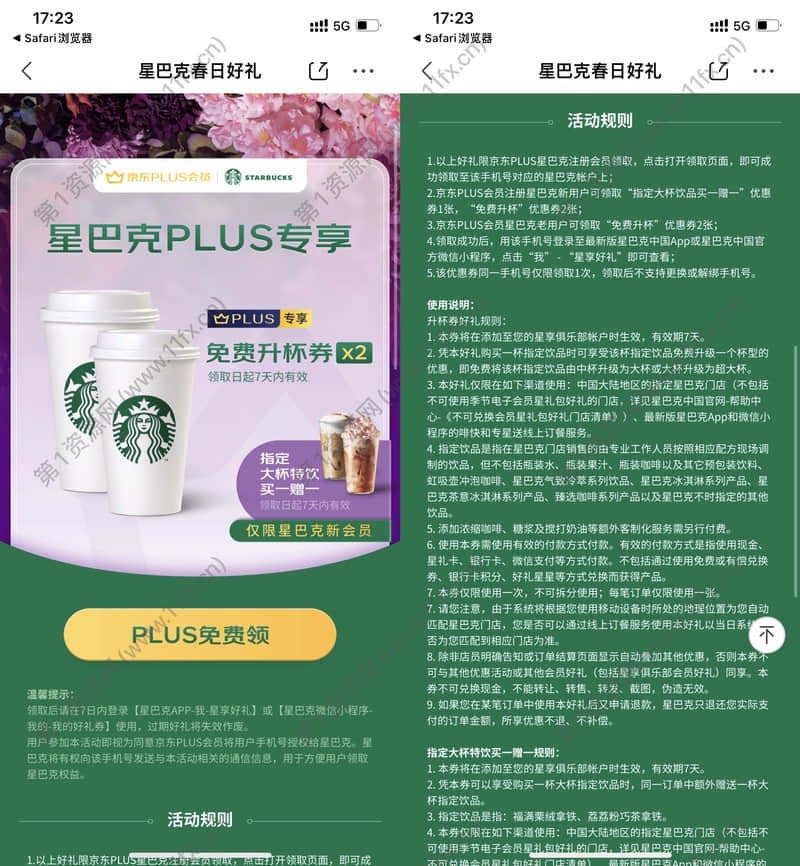 17:23
5G
◀ Safari浏览器
星巴克春日好礼
京东PLUS会员
STARBUCKS
星巴克PLUS专享
PLUS 专享
免费升杯券 x2
领取日起7天内有效
指定
大杯特饮
买一赠一
领取日起7天内有效
仅限星巴克新会员
PLUS免费领
温馨提示:
领取后请在7日内登录【星巴克APP-我-星享好礼】或【星巴克微信小程序-
我的-我的好礼券】使用，过期好礼将失效作废。
用户参加本活动即视为同意京东PLUS会员将用户手机号授权给星巴克。星
巴克将有权向该手机号发送与本活动相关的通信信息，用于方便用户领取
星巴克权益。
活动规则
1.以上好礼限京东PLUS星巴克注册会员领取，点击打开领取页面，即可成
17:23
5G
◀ Safari浏览器
星巴克春日好礼
活动规则
1.以上好礼限京东PLUS星巴克注册会员领取，点击打开领取页面，即可成
功领取至该手机号对应的星巴克帐户上；
2.京东PLUS会员注册星巴克新用户可领取“指定大杯饮品买一赠一”优惠
券1张，“免费升杯”优惠券2张；
3.京东PLUS会员星巴克老用户可领取“免费升杯”优惠券2张；
4.领取成功后，用该手机号登录至最新版星巴克中国App或星巴克中国官
方微信小程序，点击“我” - “星享好礼”即可查看；
5.该优惠券同一手机号仅限领取1次，领取后不支持更换或解绑手机号。
使用说明：
升杯券好礼规则：
1. 本券将在添加至您的星享俱乐部帐户时生效，有效期7天。
2. 凭本好礼购买一杯指定饮品时可享受该杯指定饮品免费升级一个杯型的
优惠，即免费将该杯指定饮品由中杯升级为大杯或大杯升级为超大杯。
3. 本好礼仅限在如下渠道使用：中国大陆地区的指定星巴克门店（不包括
不可使用季节电子会员星礼包好礼的门店，详见星巴克中国官网-帮助中
心-《不可兑换会员星礼包好礼门店清单》）、最新版星巴克App和微信小
程序的啡快和专星送线上订餐服务。
4. 指定饮品是指在星巴克门店销售的由专业工作人员按照相应配方现场调
制的饮品，但不包括瓶装水、瓶装果汁、瓶装咖啡以及其它预包装饮料、
虹吸壶冲泡咖啡、星巴克气致冷萃系列饮品、星巴克冰淇淋系列产品、星
巴克茶意冰淇淋系列产品、臻选咖啡系列产品以及星巴克不时指定的其他
饮品。
5. 添加浓缩咖啡、糖浆及搅打奶油等额外客制化服务需另行付费。
6. 使用本券需使用有效的付款方式付款。有效的付款方式是指使用现金、
星礼卡、银行卡、微信支付等方式付款。不包括通过使用免费或有偿兑换
券、银行卡积分、好礼星星等方式兑换而获得产品。
7. 本券仅限使用一次，不可拆分使用；每笔订单仅限使用一张。
7. 请您注意，由于系统将根据您使用移动设备时所处的地理位置为您自动
匹配星巴克门店，您是否可以通过线上订餐服务使用本好礼以当日系
否为您匹配到相应门店为准。
8. 除非店员明确告知或订单结算页面显示自动叠加其他优惠，否则本券不
可与其他优惠活动或其他会员好礼（包括星享俱乐部会员好礼）同享。本
券不可兑换现金，不能转让、转售、转发、截图，伪造无效。
9. 如果您在某笔订单中使用本好礼后又申请退款，星巴克只退还您实际支
付的订单金额，所享优惠不退、不补偿。
指定大杯特饮买一赠一规则：
1. 本券将在添加至您的星享俱乐部帐户时生效，有效期7天。
2. 凭本券可以享受购买一杯大杯指定饮品时，同一订单中额外赠送一杯大
杯指定饮品。
3. 指定饮品是指：福满栗绒拿铁、荔荔粉巧茶拿铁。
4. 本券仅限在如下渠道使用：中国大陆地区的指定星巴克门店（不包括不
可使用季节电子会员星礼包好礼的门店，详见星巴克中国官网-帮助中心-
《不可兑换会员星礼包好礼门店清单》）、最新版星巴克App和微信小程序的
第1资源网 (www.11fx.cn)